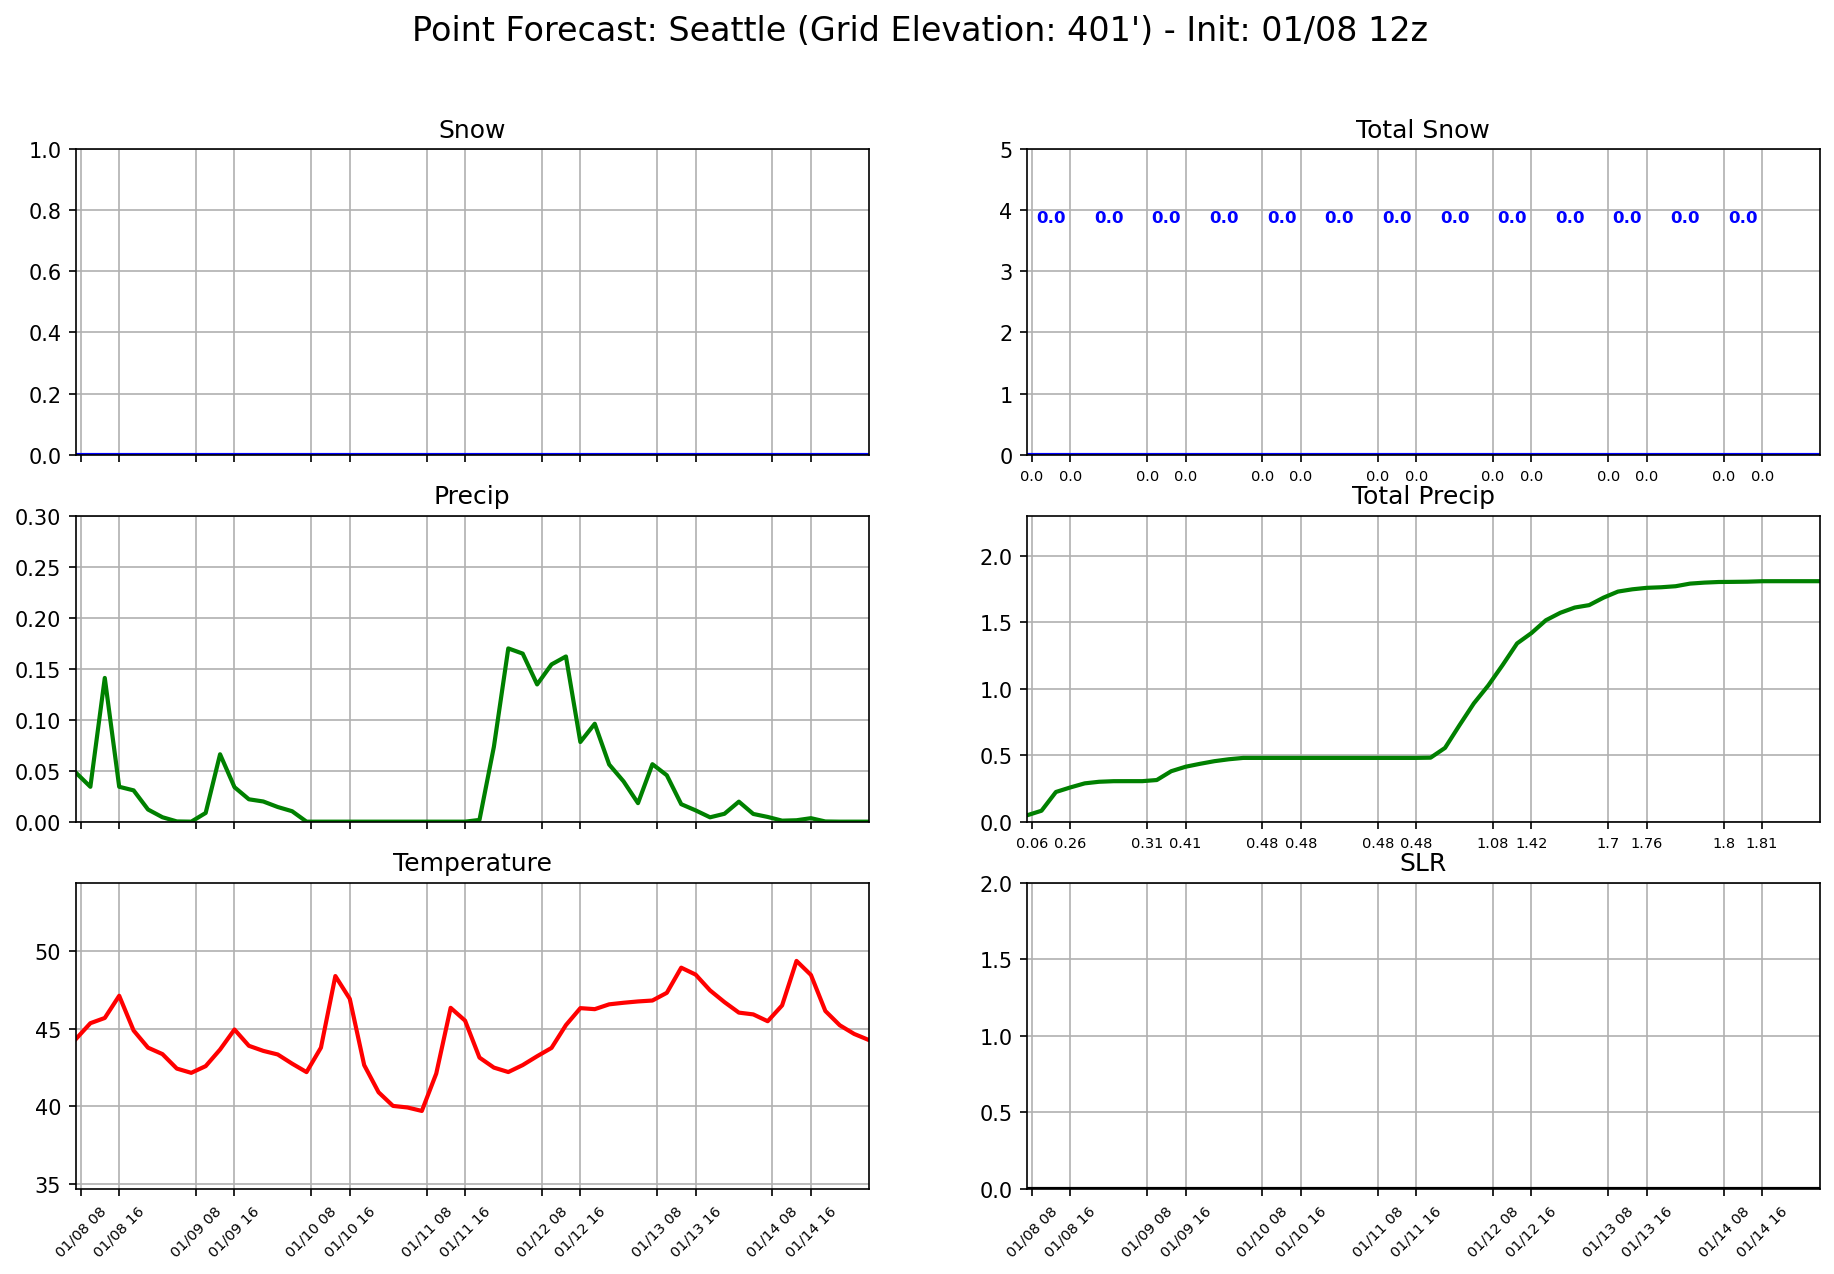 Point Forecast: Seattle (Grid Elevation: 401') - Init: 01/08 12z
Snow
1.0
0.8
0.6
0.4
0.2
0.0
Total Snow
5
4
3
2
1
0
0.0 0.0 0.0 0.0 0.0 0.0 0.0 0.0 0.0 0.0 0.0 0.0 0.0
0.0 0.0 0.0 0.0 0.0 0.0 0.0 0.0 0.0 0.0 0.0 0.0 0.0 0.0
Precip
0.30
0.25
0.20
0.15
0.10
0.05
0.00
Total Precip
2.0
1.5
1.0
0.5
0.0
0.06 0.26 0.31 0.41 0.48 0.48 0.48 0.48 1.08 1.42 1.7 1.76 1.8 1.81
Temperature
50
45
40
35
01/08 08 01/08 16 01/09 08 01/09 16 01/10 08 01/10 16 01/11 08 01/11 16 01/12 08 01/12 16 01/13 08 01/13 16 01/14 08 01/14 16
SLR
2.0
1.5
1.0
0.5
0.0
01/08 08 01/08 16 01/09 08 01/09 16 01/10 08 01/10 16 01/11 08 01/11 16 01/12 08 01/12 16 01/13 08 01/13 16 01/14 08 01/14 16